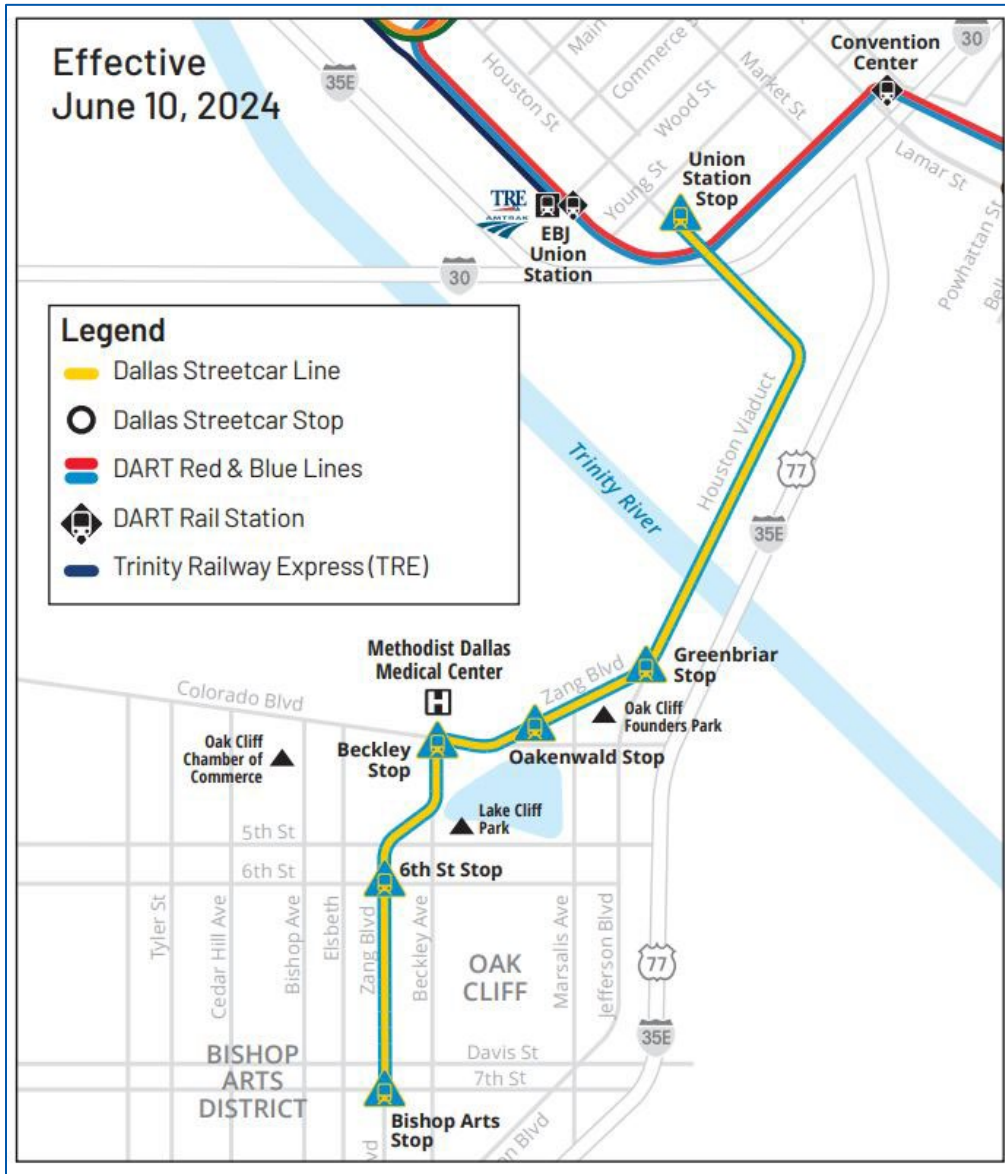 Effective
June 10, 2024
35E
Houston St
Main
Commerce
Wood St
Market St
Young St
Convention
Center
30
Lamar St
Powhattan St
Bell
Union
Station
Stop
TRE
AMTRAK
EBJ
Union
Station
30
Legend
Dallas Streetcar Line
Dallas Streetcar Stop
DART Red & Blue Lines
DART Rail Station
Trinity Railway Express (TRE)
Houston Viaduct
77
35E
Trinity River
Methodist Dallas
Medical Center
H
Colorado Blvd
Zang Blvd
Greenbriar
Stop
Oak Cliff
Founders Park
Oak Cliff
Chamber of
Commerce
Beckley
Stop
Oakenwald Stop
Lake Cliff
Park
5th St
6th St
6th St Stop
Tyler St
Cedar Hill Ave
Bishop Ave
Elsbeth
Zang Blvd
Beckley Ave
OAK
CLIFF
Marsalis Ave
Jefferson Blvd
77
35E
BISHOP
ARTS
DISTRICT
Davis St
7th St
Bishop Arts
Stop
vd
an Blvd